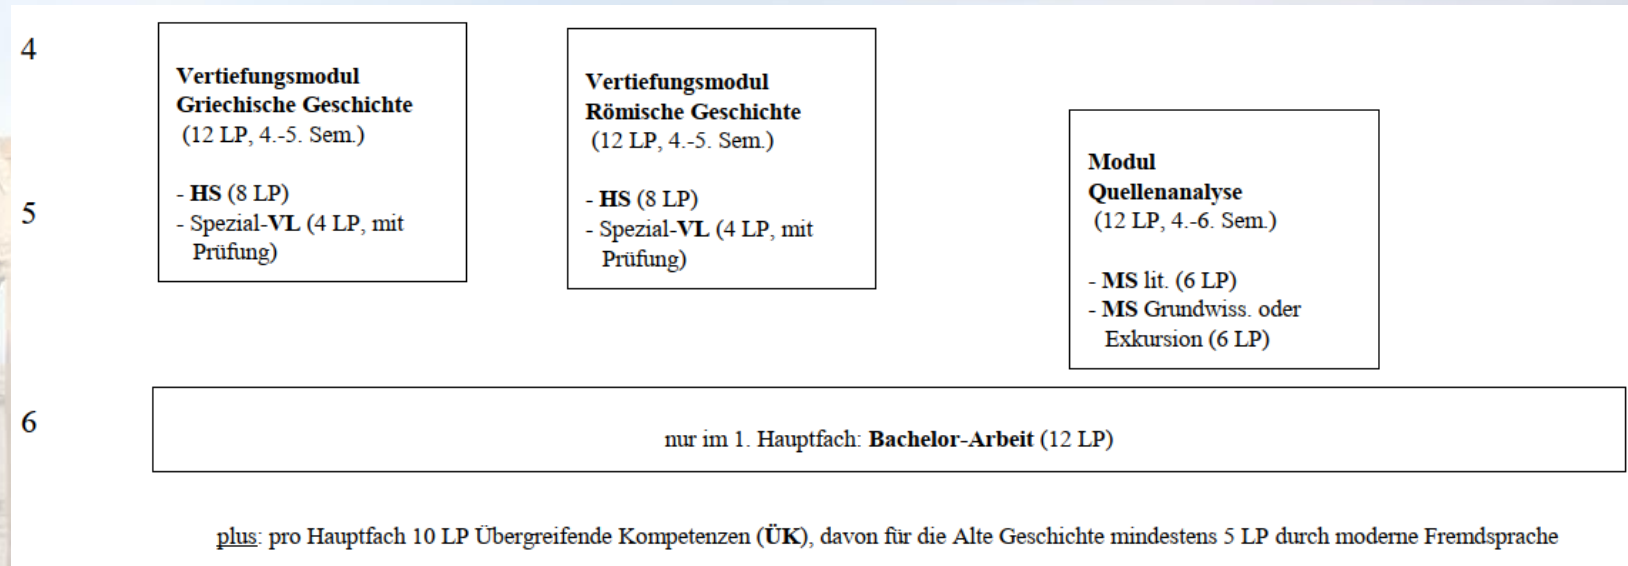 4
Vertiefungsmodul
Griechische Geschichte
(12 LP, 4.-5. Sem.)
- HS (8 LP)
- Spezial-VL (4 LP, mit
Prüfung)
Vertiefungsmodul
Römische Geschichte
(12 LP, 4.-5. Sem.)
- HS (8 LP)
- Spezial-VL (4 LP, mit
Prüfung)
Modul
Quellenanalyse
(12 LP, 4.-6. Sem.)
- MS lit. (6 LP)
- MS Grundwiss. oder
Exkursion (6 LP)
5
6
nur im 1. Hauptfach: Bachelor-Arbeit (12 LP)
plus: pro Hauptfach 10 LP Übergreifende Kompetenzen (ÜK), davon für die Alte Geschichte mindestens 5 LP durch moderne Fremdsprache